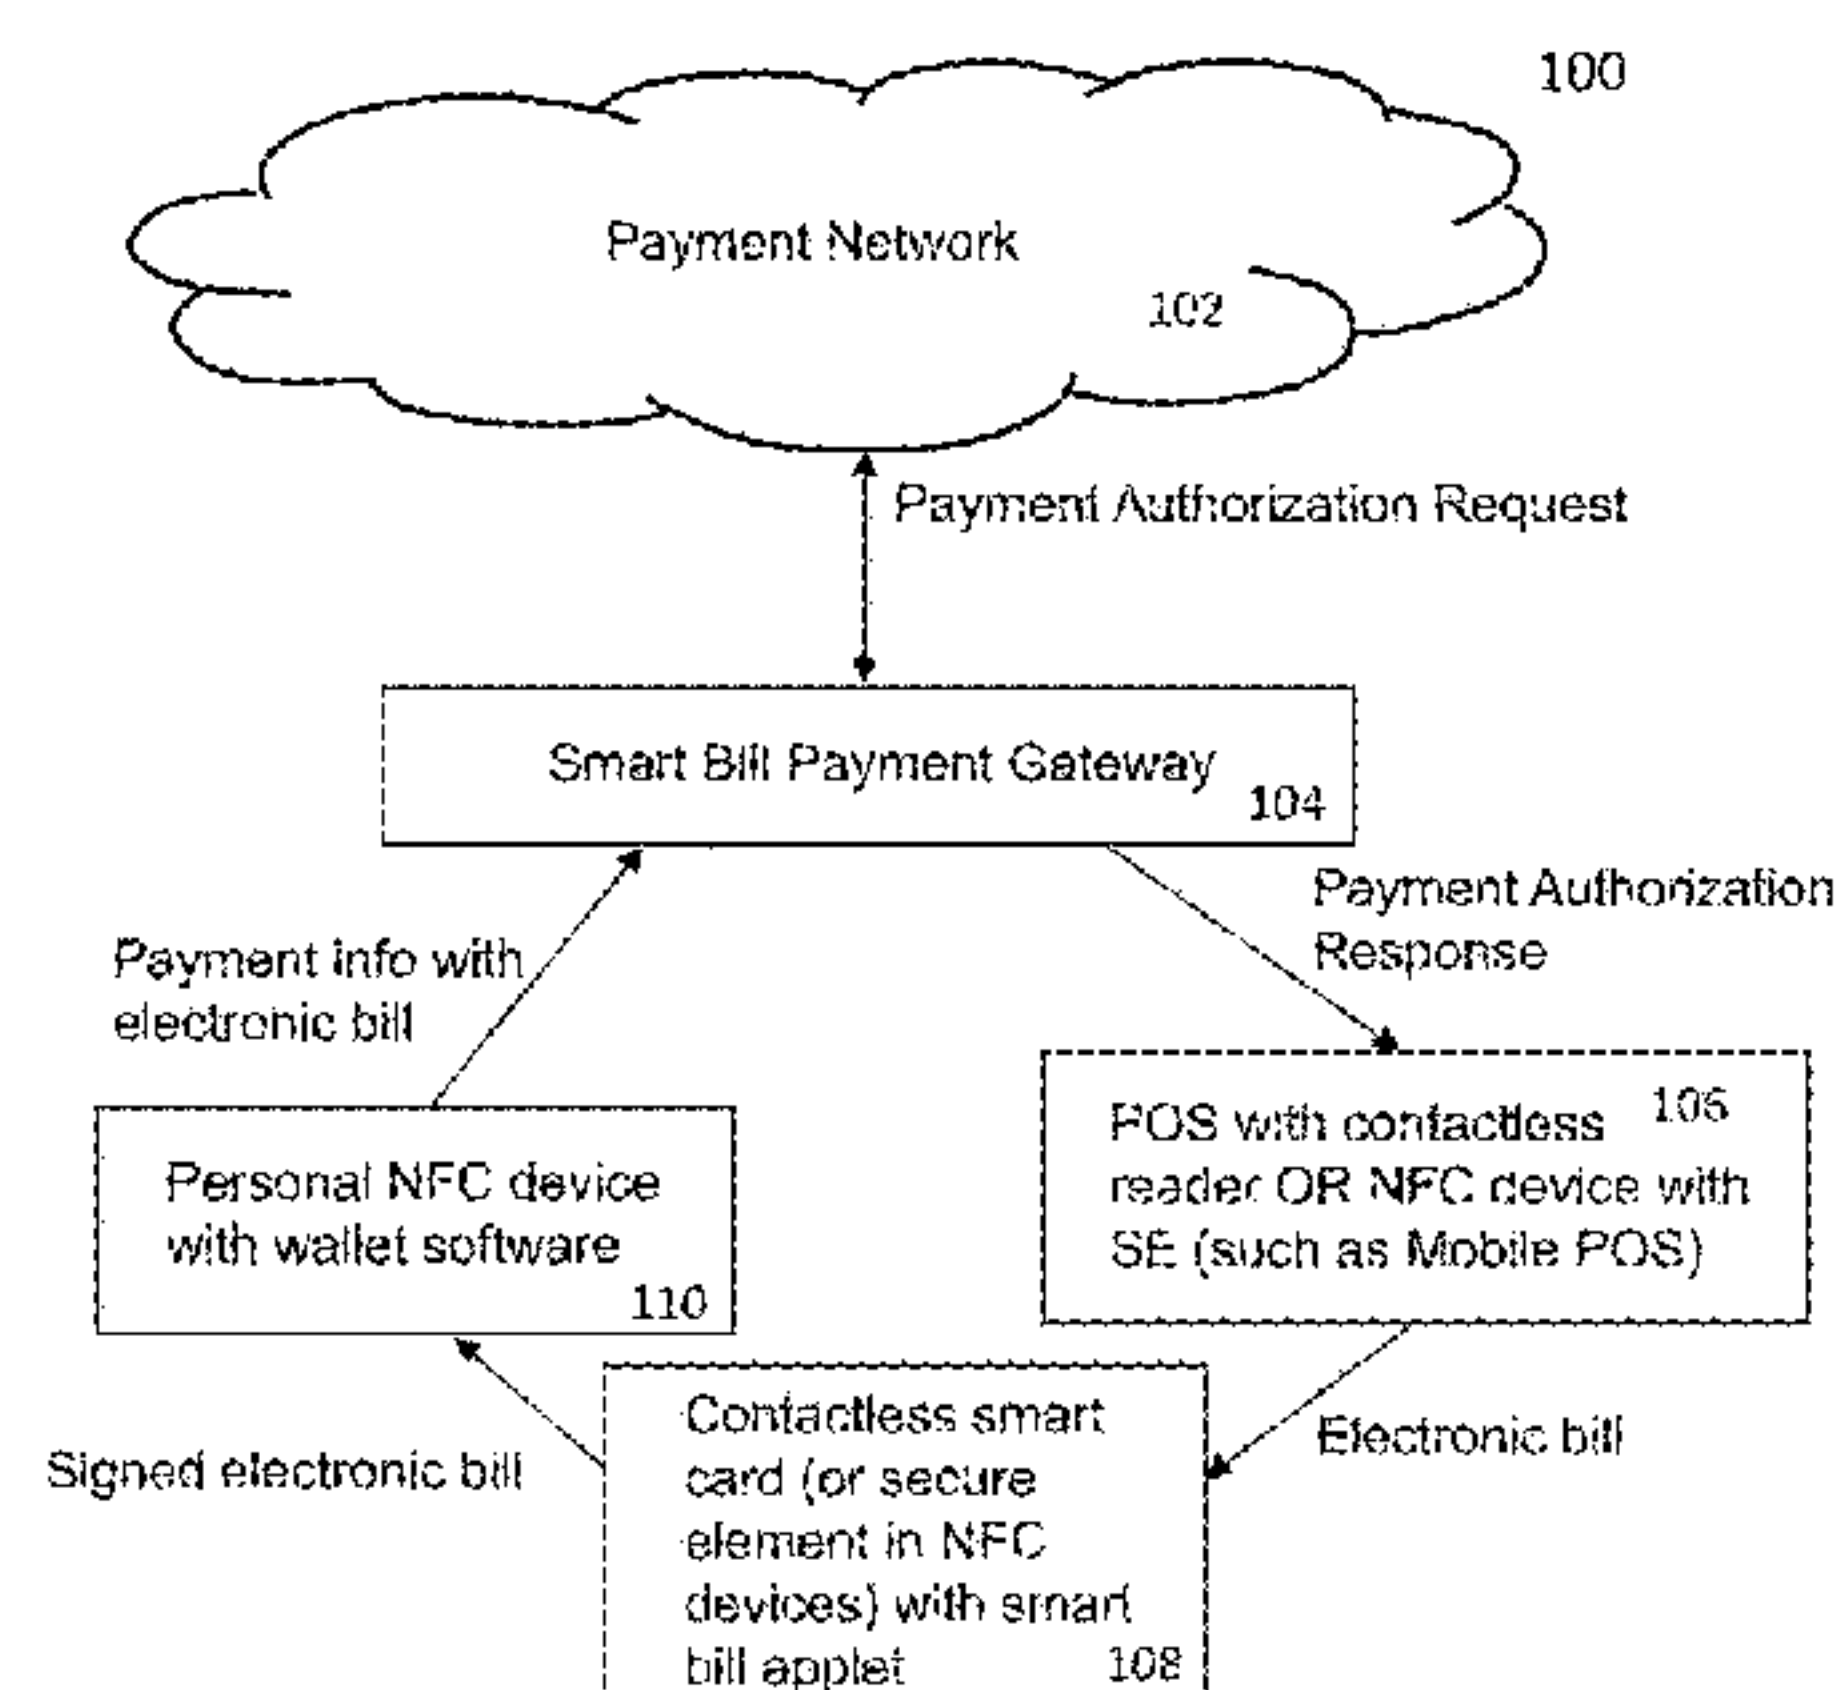 100
Payment Network
102
Payment Authorization Request
Smart Bill Payment Gateway
104
Payment Authorization
Response
Payment info with
electronic bill
POS with contactless 106
reader OR NFC device with
SE (such as Mobile POS)
Personal NFC device
with wallet software
110
Signed electronic bill
Electronic bill
Contactless smart
card (or secure
element in NFC
devices) with smart
bill applet 108